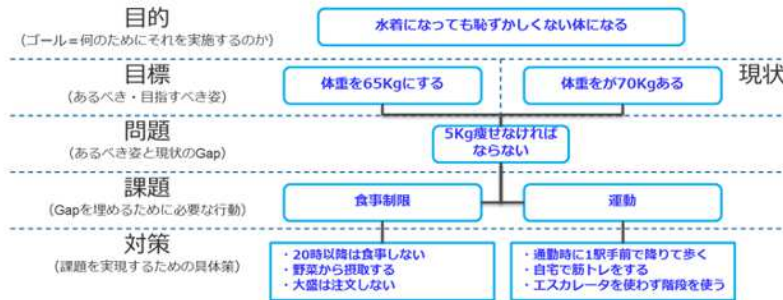 目的
(ゴール=何のためにそれを実施するのか)
水着になっても恥ずかしくない体になる
目標
(あるべき・目指すべき姿)
体重を65Kgにする
体重をが70Kgある
現状
問題
(あるべき姿と現状のGap)
5Kg痩せなければ
ならない
課題
(Gapを埋めるために必要な行動)
食事制限
運動
対策
(課題を実現するための具体策)
・20時以降は食事しない
・野菜から摂取する
・大盛は注文しない
・通勤時に1駅手前で降りて歩く
・自宅で筋トレをする
・エスカレータを使わず階段を使う